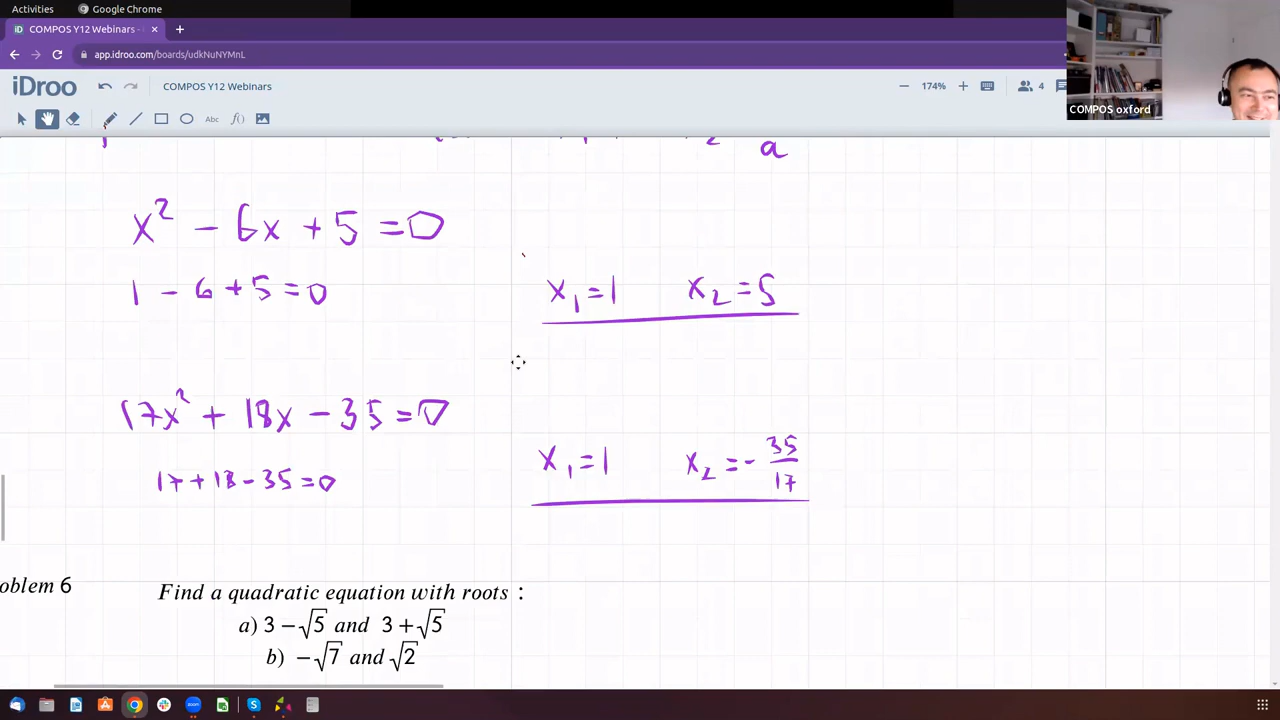 Activities Google Chrome
COMPOS Y12 Webinars -
app.idroo.com/boards/udkNuNYMnL
iDroo COMPOS Y12 Webinars 174% 4
Abc f()
COMPOS oxford
a
x² - 6x + 5 = 0
1 - 6 + 5 = 0
x₁ = 1 x₂ = 5
17x² + 18x - 35 = 0
x₁ = 1 x₂ = - 35/17
17 + 18 - 35 = 0
oblem 6 Find a quadratic equation with roots :
a) 3 - √5 and 3 + √5
b) - √7 and √2